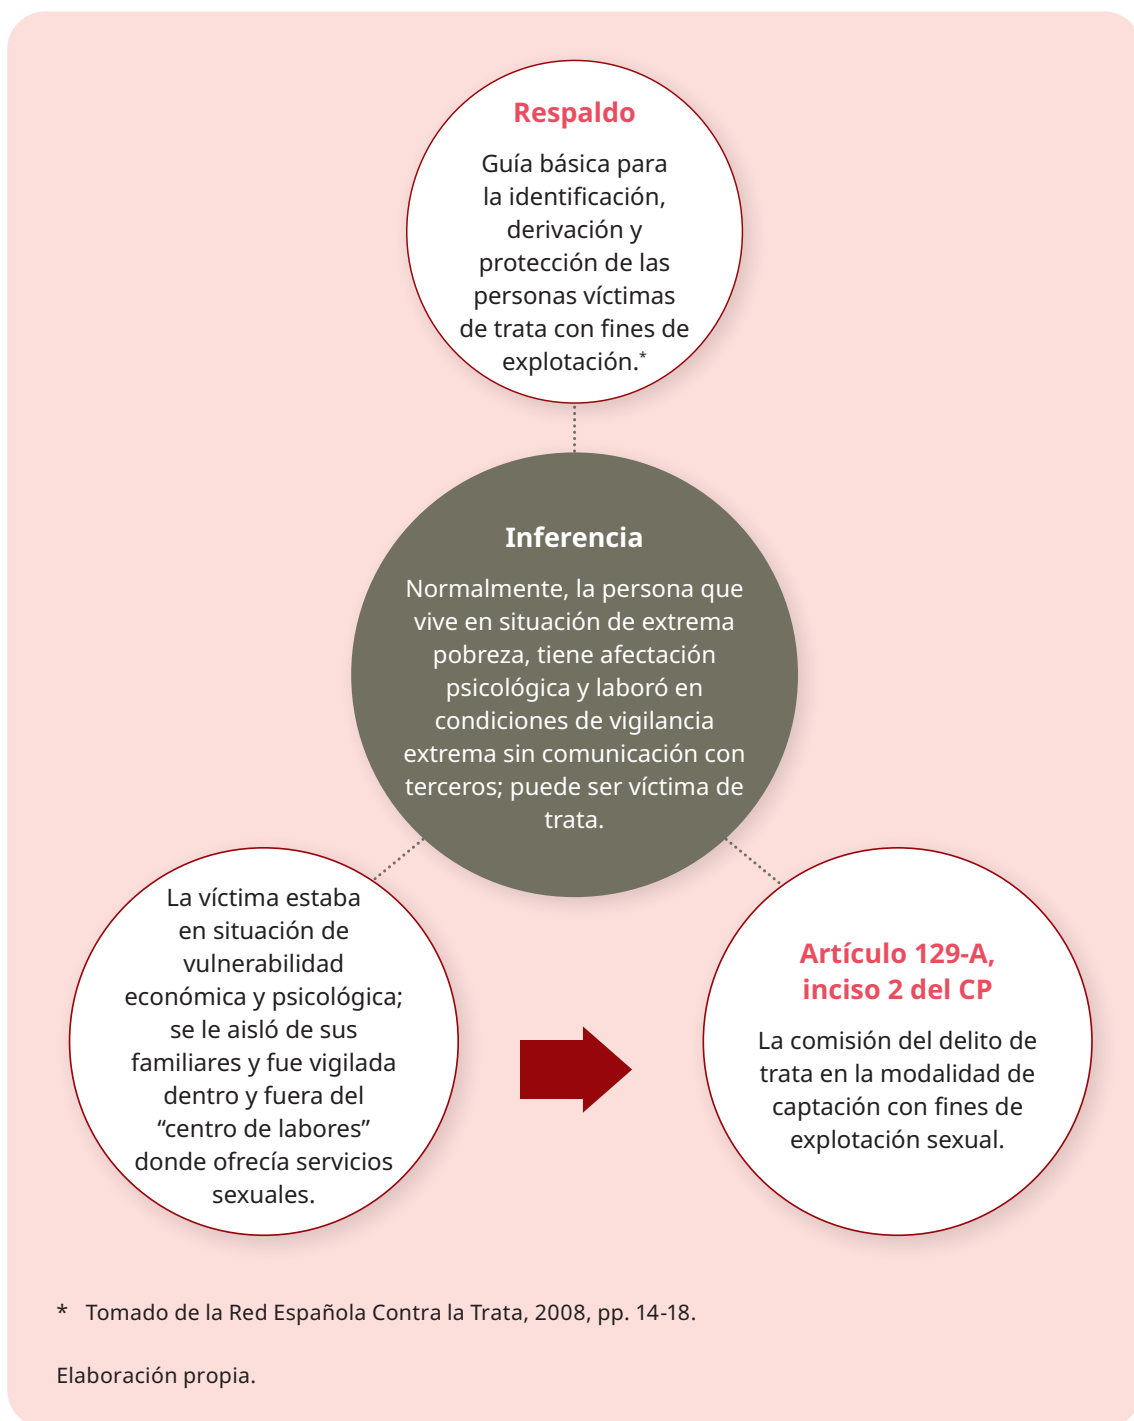 Respaldo
Guía básica para
la identificación,
derivación y
protección de las
personas víctimas
de trata con fines de
explotación.*
Inferencia
Normalmente, la persona que
vive en situación de extrema
pobreza, tiene afectación
psicológica y laboró en
condiciones de vigilancia
extrema sin comunicación con
terceros; puede ser víctima de
trata.
La víctima estaba
en situación de
vulnerabilidad
económica y psicológica;
se le aisló de sus
familiares y fue vigilada
dentro y fuera del
“centro de labores”
donde ofrecía servicios
sexuales.
Artículo 129-A,
inciso 2 del CP
La comisión del delito de
trata en la modalidad de
captación con fines de
explotación sexual.
* Tomado de la Red Española Contra la Trata, 2008, pp. 14-18.
Elaboración propia.